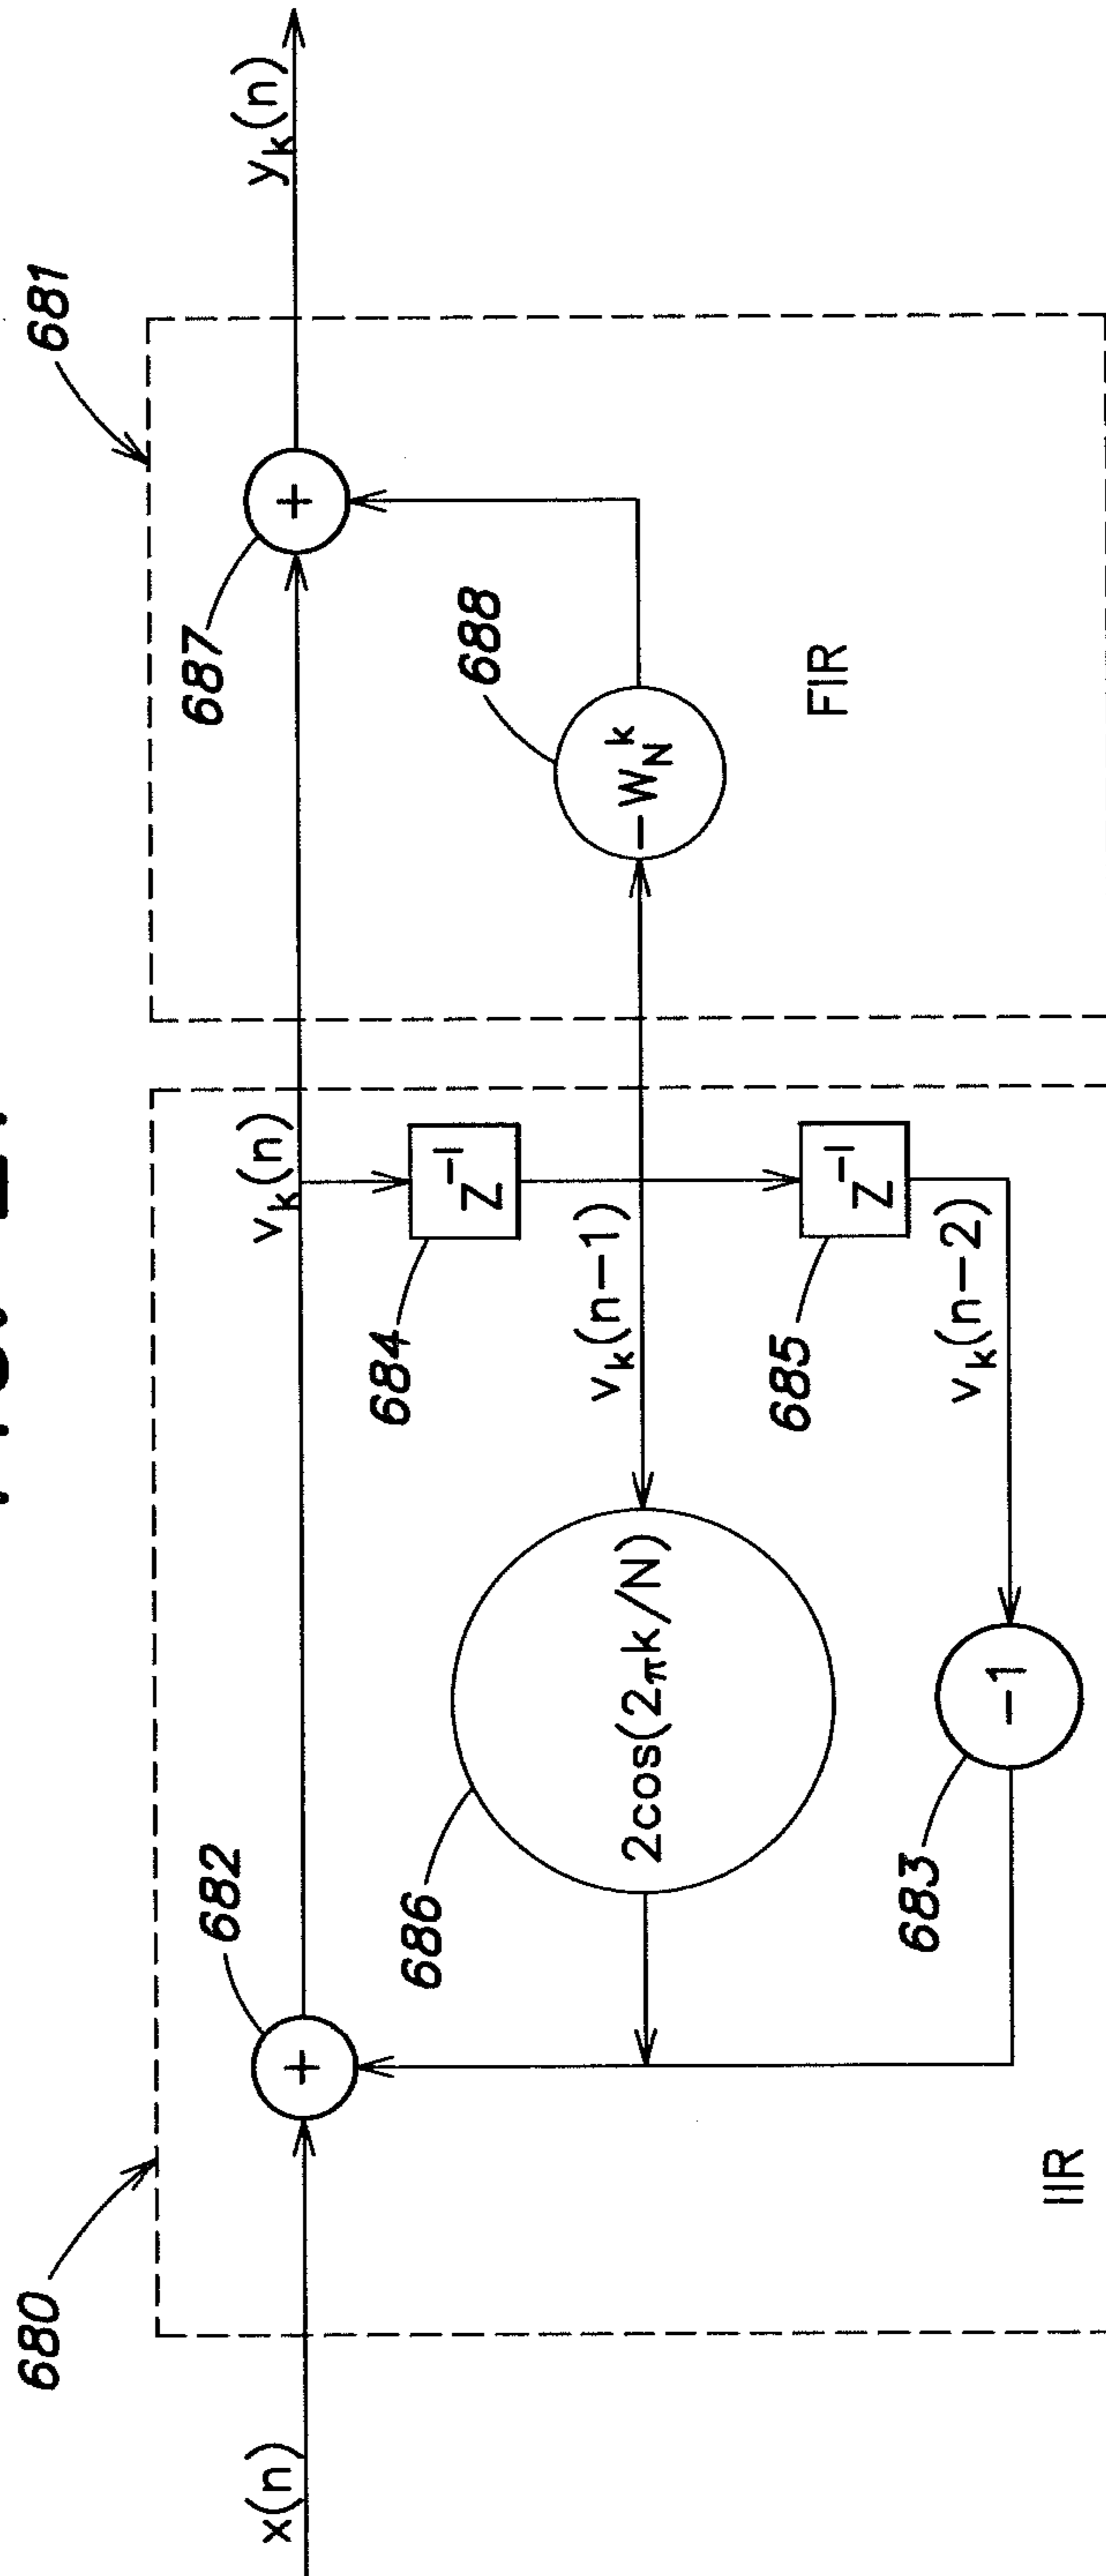 680
681
x(n)
682
v_k(n)
687
y_k(n)
684
z^-1
686
2cos(2πk/N)
v_k(n-1)
688
-W_N^k
685
z^-1
683
-1
v_k(n-2)
IIR
FIR